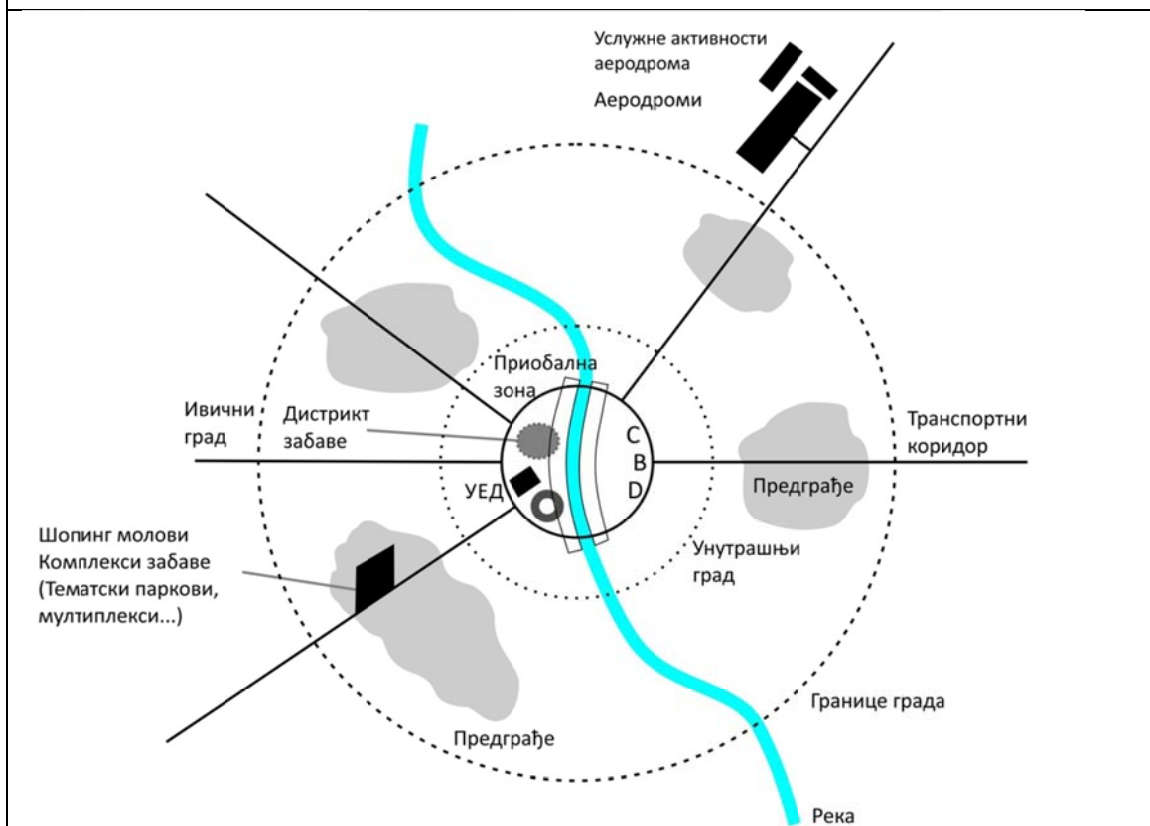 Услужне активности
аеродрома
Аеродроми
Приобална
зона
Ивични
град
Дистрикт
забаве
C
B
D
Транспортни
коридор
УЕД
Предграђе
Шопинг молови
Комплекси забаве
(Тематски паркови,
мултиплекси...)
Унутрашњи
град
Границе града
Предграђе
Река